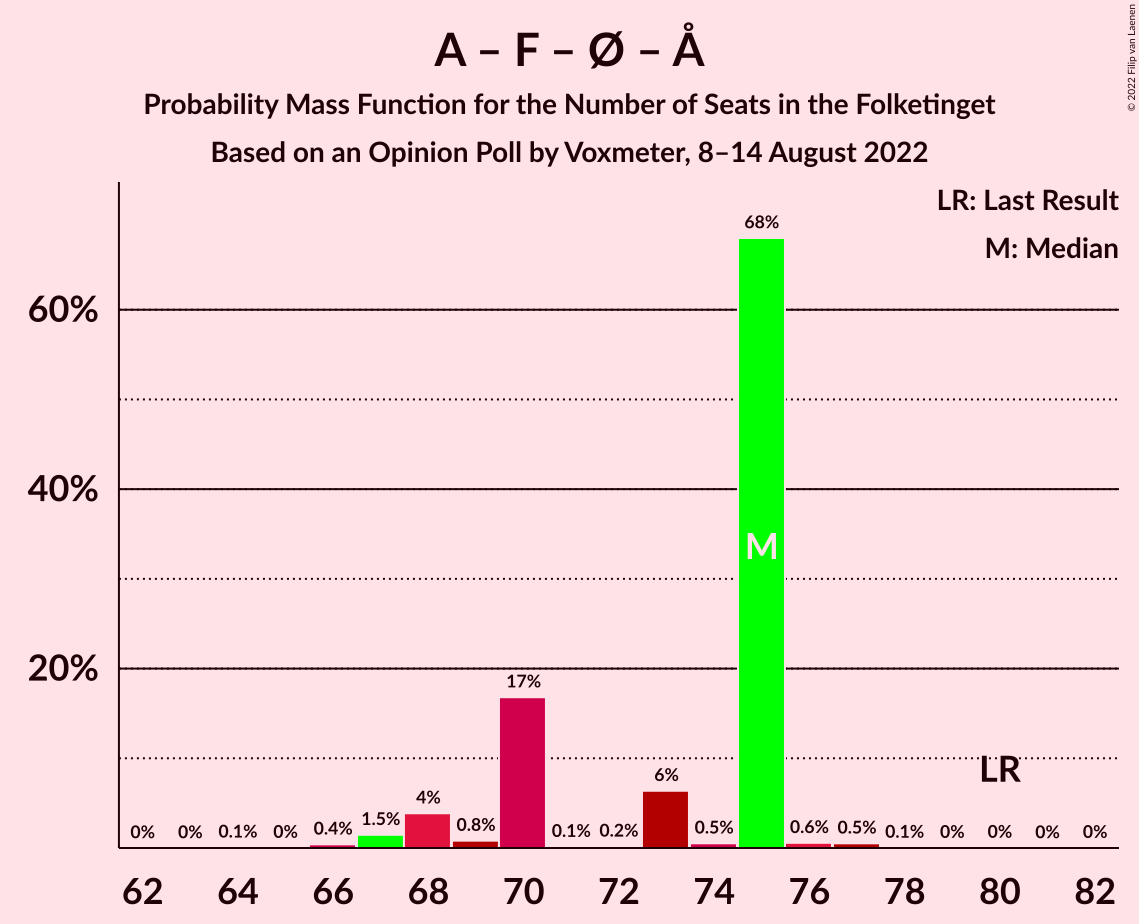 A – F – Ø – Å
Probability Mass Function for the Number of Seats in the Folketinget
Based on an Opinion Poll by Voxmeter, 8–14 August 2022
© 2022 Filip van Laenen
LR: Last Result
M: Median
68%
60%
40%
M
20%
17%
LR
6%
4%
1.5%
0% 0% 0.1% 0% 0.4% 0.8% 0.1% 0.2% 0.5% 0.6% 0.5% 0.1% 0% 0% 0% 0%
62 64 66 68 70 72 74 76 78 80 82